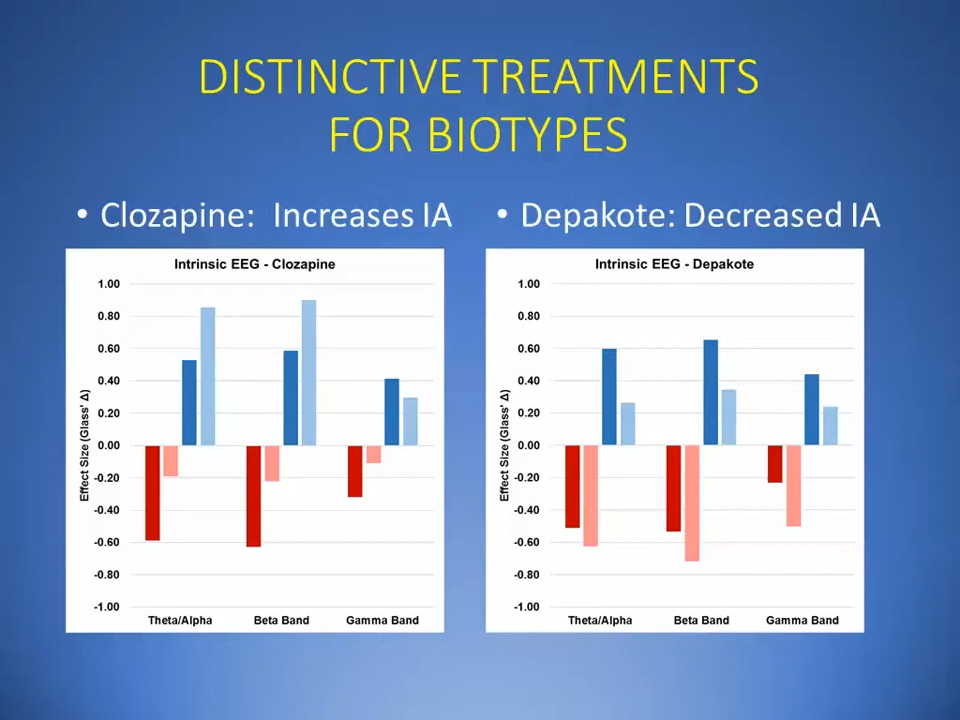 DISTINCTIVE TREATMENTS
FOR BIOTYPES
• Clozapine: Increases IA
• Depakote: Decreased IA
Intrinsic EEG - Clozapine
Effect Size (Glass' Δ)
1.00
0.80
0.60
0.40
0.20
0.00
-0.20
-0.40
-0.60
-0.80
-1.00
Theta/Alpha Beta Band Gamma Band
Intrinsic EEG - Depakote
Effect Size (Glass' Δ)
1.00
0.80
0.60
0.40
0.20
0.00
-0.20
-0.40
-0.60
-0.80
-1.00
Theta/Alpha Beta Band Gamma Band